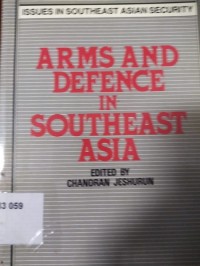 ISSUES IN SOUTHEAST ASIAN SECURITY
ARMS AND
DEFENCE
IN
SOUTHEAST
ASIA
EDITED BY
CHANDRAN JESHURUN
3 059